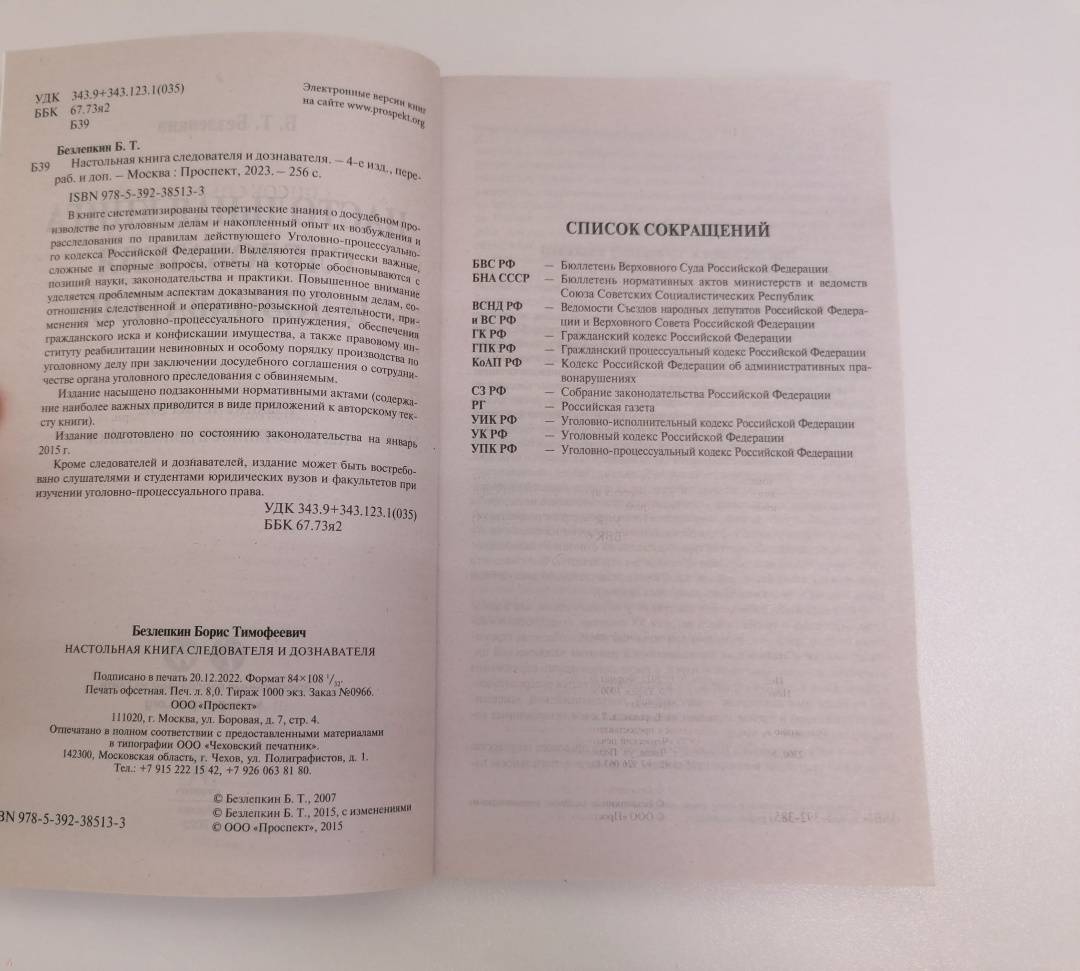 УДК 343.9+343.123.1(035)
ББК 67.73я2
Б39
Электронные версии книг
на сайте www.prospekt.org
Безлепкин Б. Т.
Б39 Настольная книга следователя и дознавателя. — 4-е изд., пере-
раб. и доп. — Москва : Проспект, 2023. — 256 с.
ISBN 978-5-392-38513-3
В книге систематизированы теоретические знания о досудебном про-
изводстве по уголовным делам и накопленный опыт их возбуждения и
расследования по правилам действующего Уголовно-процессуально-
го кодекса Российской Федерации. Выделяются практически важные,
сложные и спорные вопросы, ответы на которые обосновываются с
позиций науки, законодательства и практики. Повышенное внимание
уделяется проблемным аспектам доказывания по уголовным делам, со-
отношения следственной и оперативно-розыскной деятельности, при-
менения мер уголовно-процессуального принуждения, обеспечения
гражданского иска и конфискации имущества, а также правовому ин-
ституту реабилитации невиновных и особому порядку производства по
уголовному делу при заключении досудебного соглашения о сотрудни-
честве органа уголовного преследования с обвиняемым.
Издание насыщено подзаконными нормативными актами (содержа-
ние наиболее важных приводится в виде приложений к авторскому тек-
сту книги).
Издание подготовлено по состоянию законодательства на январь
2015 г.
Кроме следователей и дознавателей, издание может быть востребо-
вано слушателями и студентами юридических вузов и факультетов при
изучении уголовно-процессуального права.
УДК 343.9+343.123.1(035)
ББК 67.73я2
Безлепкин Борис Тимофеевич
НАСТОЛЬНАЯ КНИГА СЛЕДОВАТЕЛЯ И ДОЗНАВАТЕЛЯ
Подписано в печать 20.12.2022. Формат 84×108 1/32.
Печать офсетная. Печ. л. 8,0. Тираж 1000 экз. Заказ №0966.
ООО «Проспект»
111020, г. Москва, ул. Боровая, д. 7, стр. 4.
Отпечатано в полном соответствии с предоставленными материалами
в типографии ООО «Чеховский печатник».
142300, Московская область, г. Чехов, ул. Полиграфистов, д. 1.
Тел.: +7 915 222 15 42, +7 926 063 81 80.
© Безлепкин Б. Т., 2007
© Безлепкин Б. Т., 2015, с изменениями
© ООО «Проспект», 2015
BN 978-5-392-38513-3
СПИСОК СОКРАЩЕНИЙ
БВС РФ — Бюллетень Верховного Суда Российской Федерации
БНА СССР — Бюллетень нормативных актов министерств и ведомств
Союза Советских Социалистических Республик
ВСНД РФ — Ведомости Съездов народных депутатов Российской Федера-
и ВС РФ ции и Верховного Совета Российской Федерации
ГК РФ — Гражданский кодекс Российской Федерации
ГПК РФ — Гражданский процессуальный кодекс Российской Федерации
КоАП РФ — Кодекс Российской Федерации об административных пра-
вонарушениях
СЗ РФ — Собрание законодательства Российской Федерации
РГ — Российская газета
УИК РФ — Уголовно-исполнительный кодекс Российской Федерации
УК РФ — Уголовный кодекс Российской Федерации
УПК РФ — Уголовно-процессуальный кодекс Российской Федерации